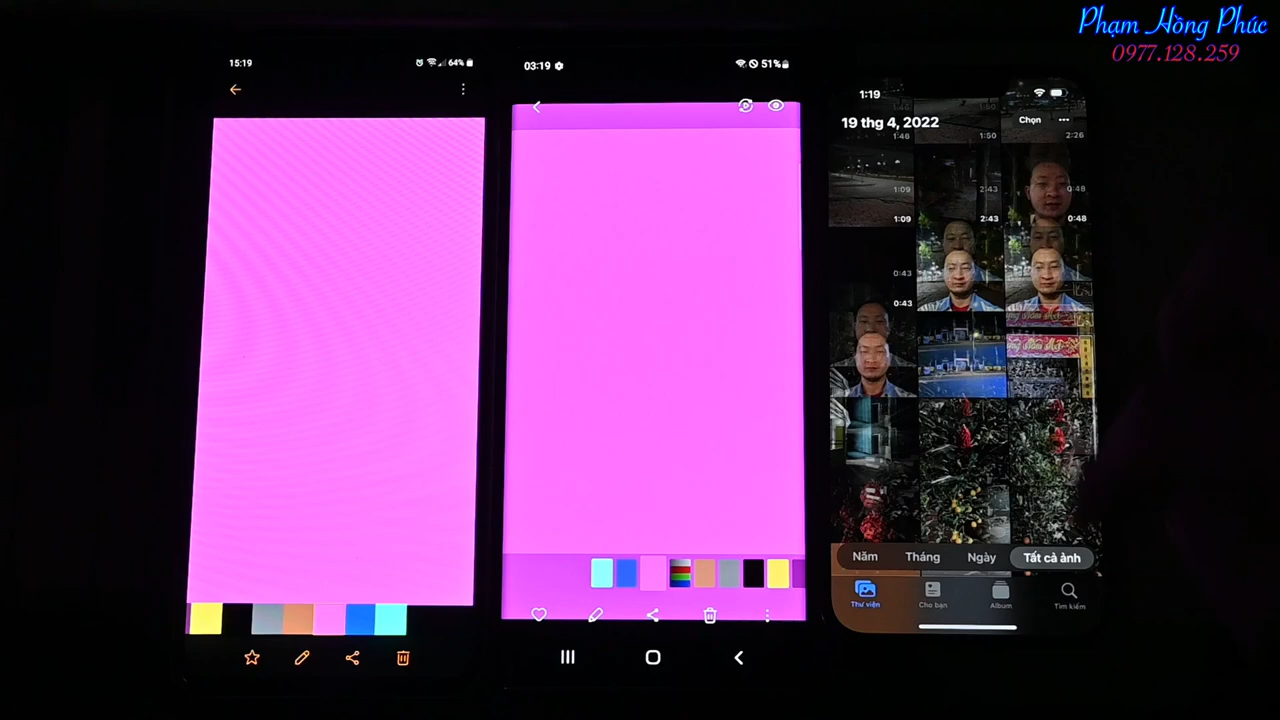 Phạm Hồng Phúc
0977.128.259
15:19
64%
03:19
51%
1:19
19 thg 4, 2022
Chọn
1:46
1:50
2:26
1:09
2:43
0:48
1:09
2:43
0:48
0:43
0:43
Năm
Tháng
Ngày
Tất cả ảnh
Thư viện
Cho bạn
Album
Tìm kiếm